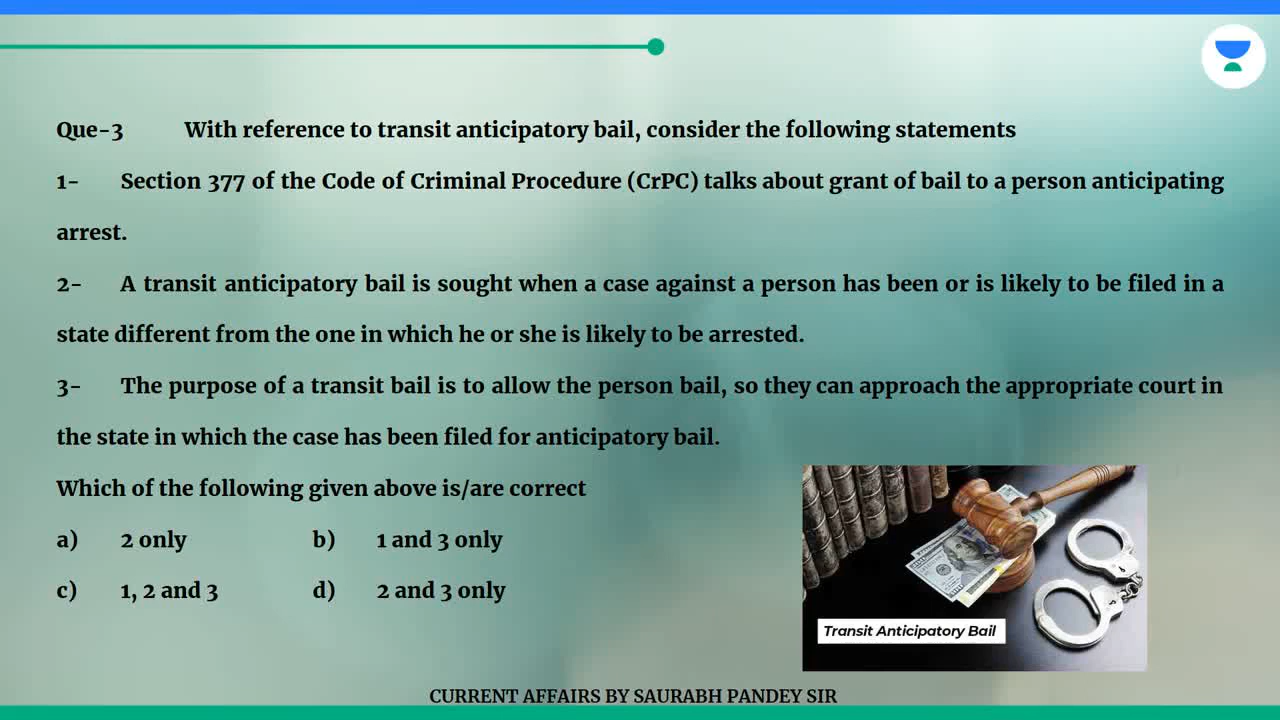 Que-3 With reference to transit anticipatory bail, consider the following statements
1- Section 377 of the Code of Criminal Procedure (CrPC) talks about grant of bail to a person anticipating
arrest.
2- A transit anticipatory bail is sought when a case against a person has been or is likely to be filed in a
state different from the one in which he or she is likely to be arrested.
3- The purpose of a transit bail is to allow the person bail, so they can approach the appropriate court in
the state in which the case has been filed for anticipatory bail.
Which of the following given above is/are correct
a) 2 only b) 1 and 3 only
c) 1, 2 and 3 d) 2 and 3 only
Transit Anticipatory Bail
CURRENT AFFAIRS BY SAURABH PANDEY SIR